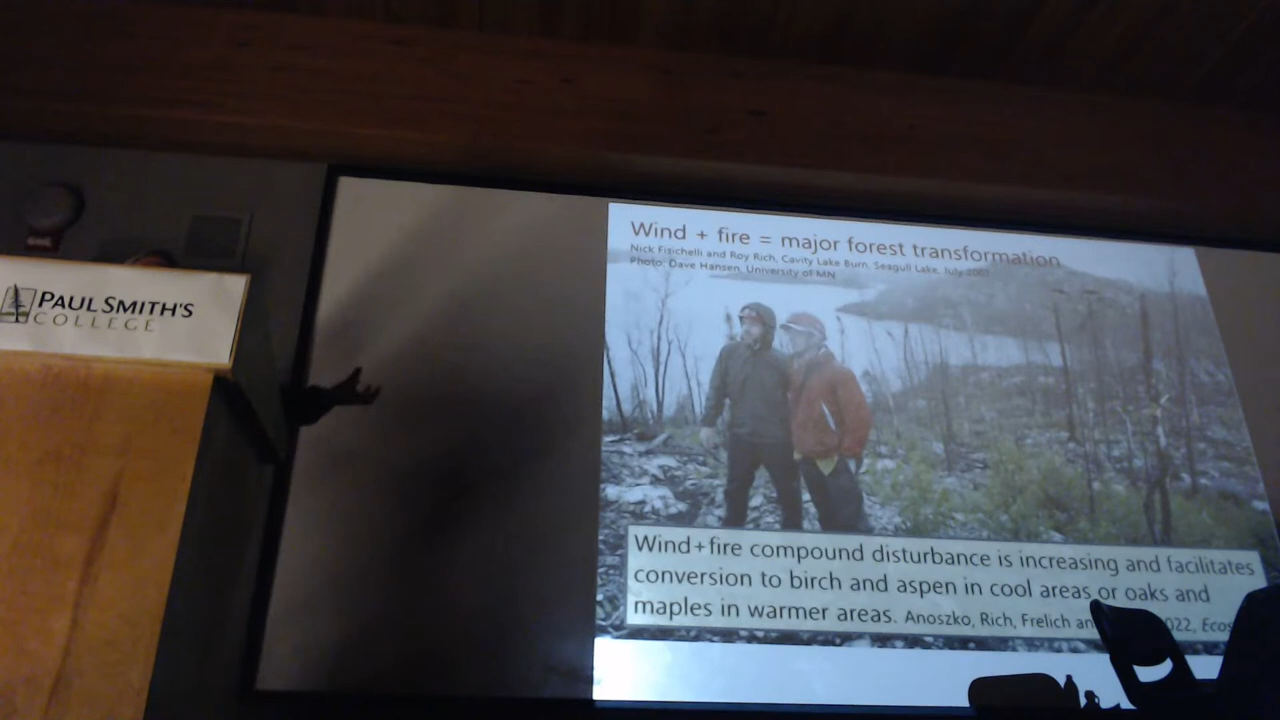 PAUL SMITH'S
COLLEGE
Wind + fire = major forest transformation
Nick Fisichelli and Roy Rich, Cavity Lake Burn, Seagull Lake, July 2007
Photo: Dave Hansen, University of MN
Wind+fire compound disturbance is increasing and facilitates
conversion to birch and aspen in cool areas or oaks and
maples in warmer areas. Anoszko, Rich, Frelich an 022, Ecos